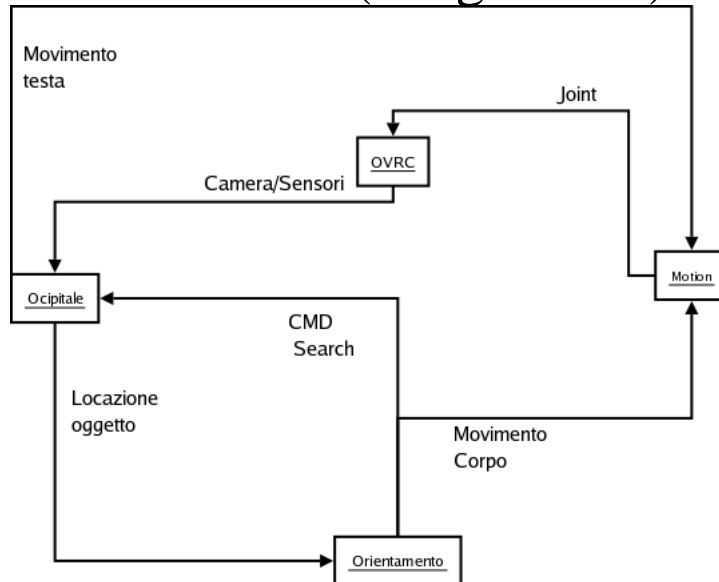 Movimento
testa
Joint
OVRC
Camera/Sensori
Motion
Ocipitale
CMD
Search
Locazione
oggetto
Movimento
Corpo
Orientamento